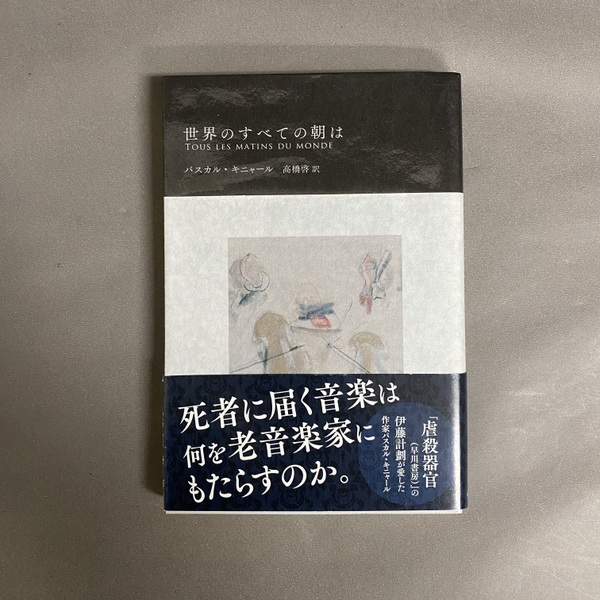 世界のすべての朝は
TOUS LES MATINS DU MONDE
パスカル・キニャール 高橋啓 訳
死者に届く音楽は
何を老音楽家に
もたらすのか。
「虐殺器官
（早川書房）」の
伊藤計劃が愛した
作家パスカル・キニャール